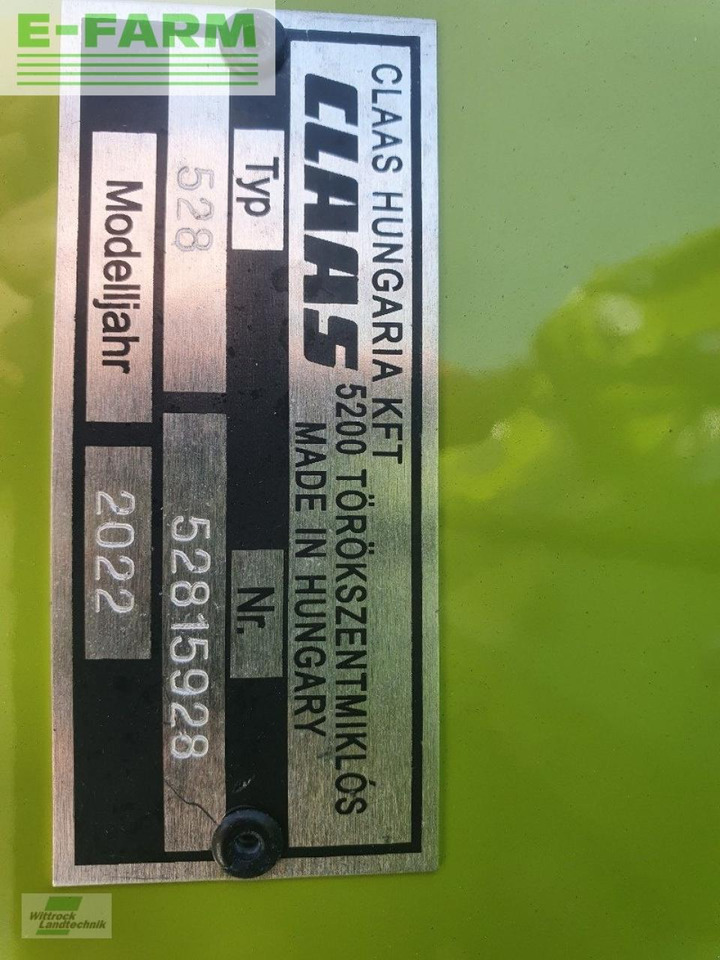 E-FARM
CLAAS HUNGARIA KFT
5200 TÖRÖKSZENTMIKLÓS
CLAAS
MADE IN HUNGARY
Typ
Nr.
528
52815928
Modelljahr
2022
Wittrock
Landtechnik